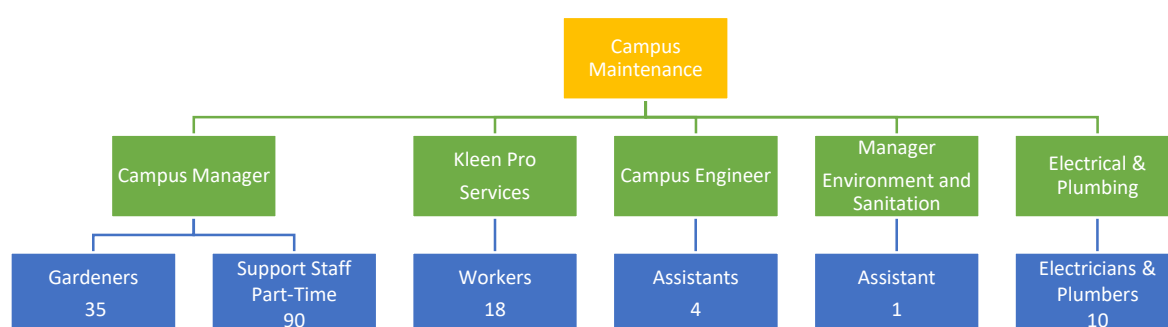 Campus
Maintenance
Campus Manager
Kleen Pro
Services
Campus Engineer
Manager
Environment and
Sanitation
Electrical &
Plumbing
Gardeners
35
Support Staff
Part-Time
90
Workers
18
Assistants
4
Assistant
1
Electricians &
Plumbers
10